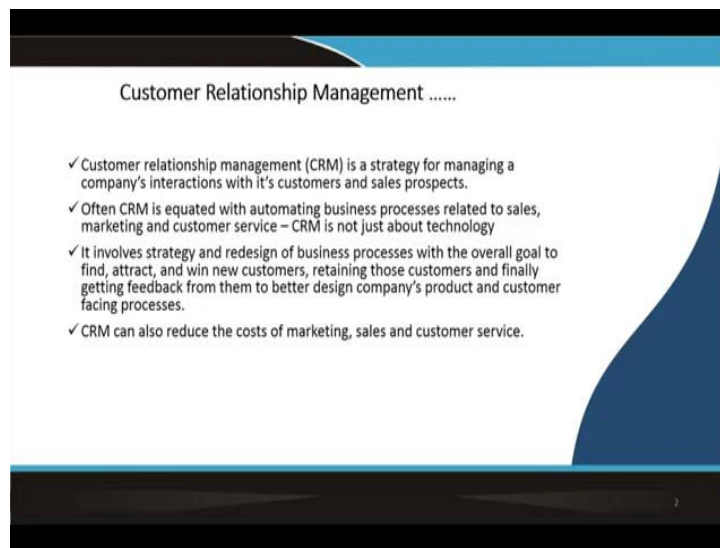 Customer Relationship Management ......
✓ Customer relationship management (CRM) is a strategy for managing a
company's interactions with it's customers and sales prospects.
✓ Often CRM is equated with automating business processes related to sales,
marketing and customer service – CRM is not just about technology
✓ It involves strategy and redesign of business processes with the overall goal to
find, attract, and win new customers, retaining those customers and finally
getting feedback from them to better design company's product and customer
facing processes.
✓ CRM can also reduce the costs of marketing, sales and customer service.
2